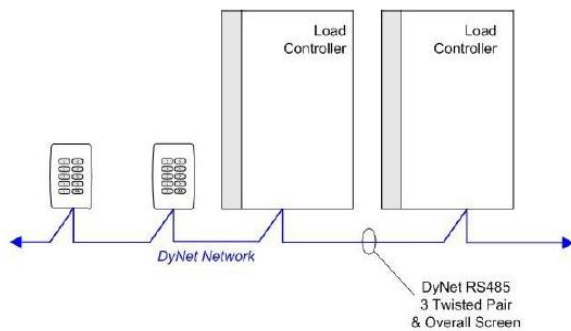 Load
Controller
Load
Controller
DyNet Network
DyNet RS485
3 Twisted Pair
& Overall Screen